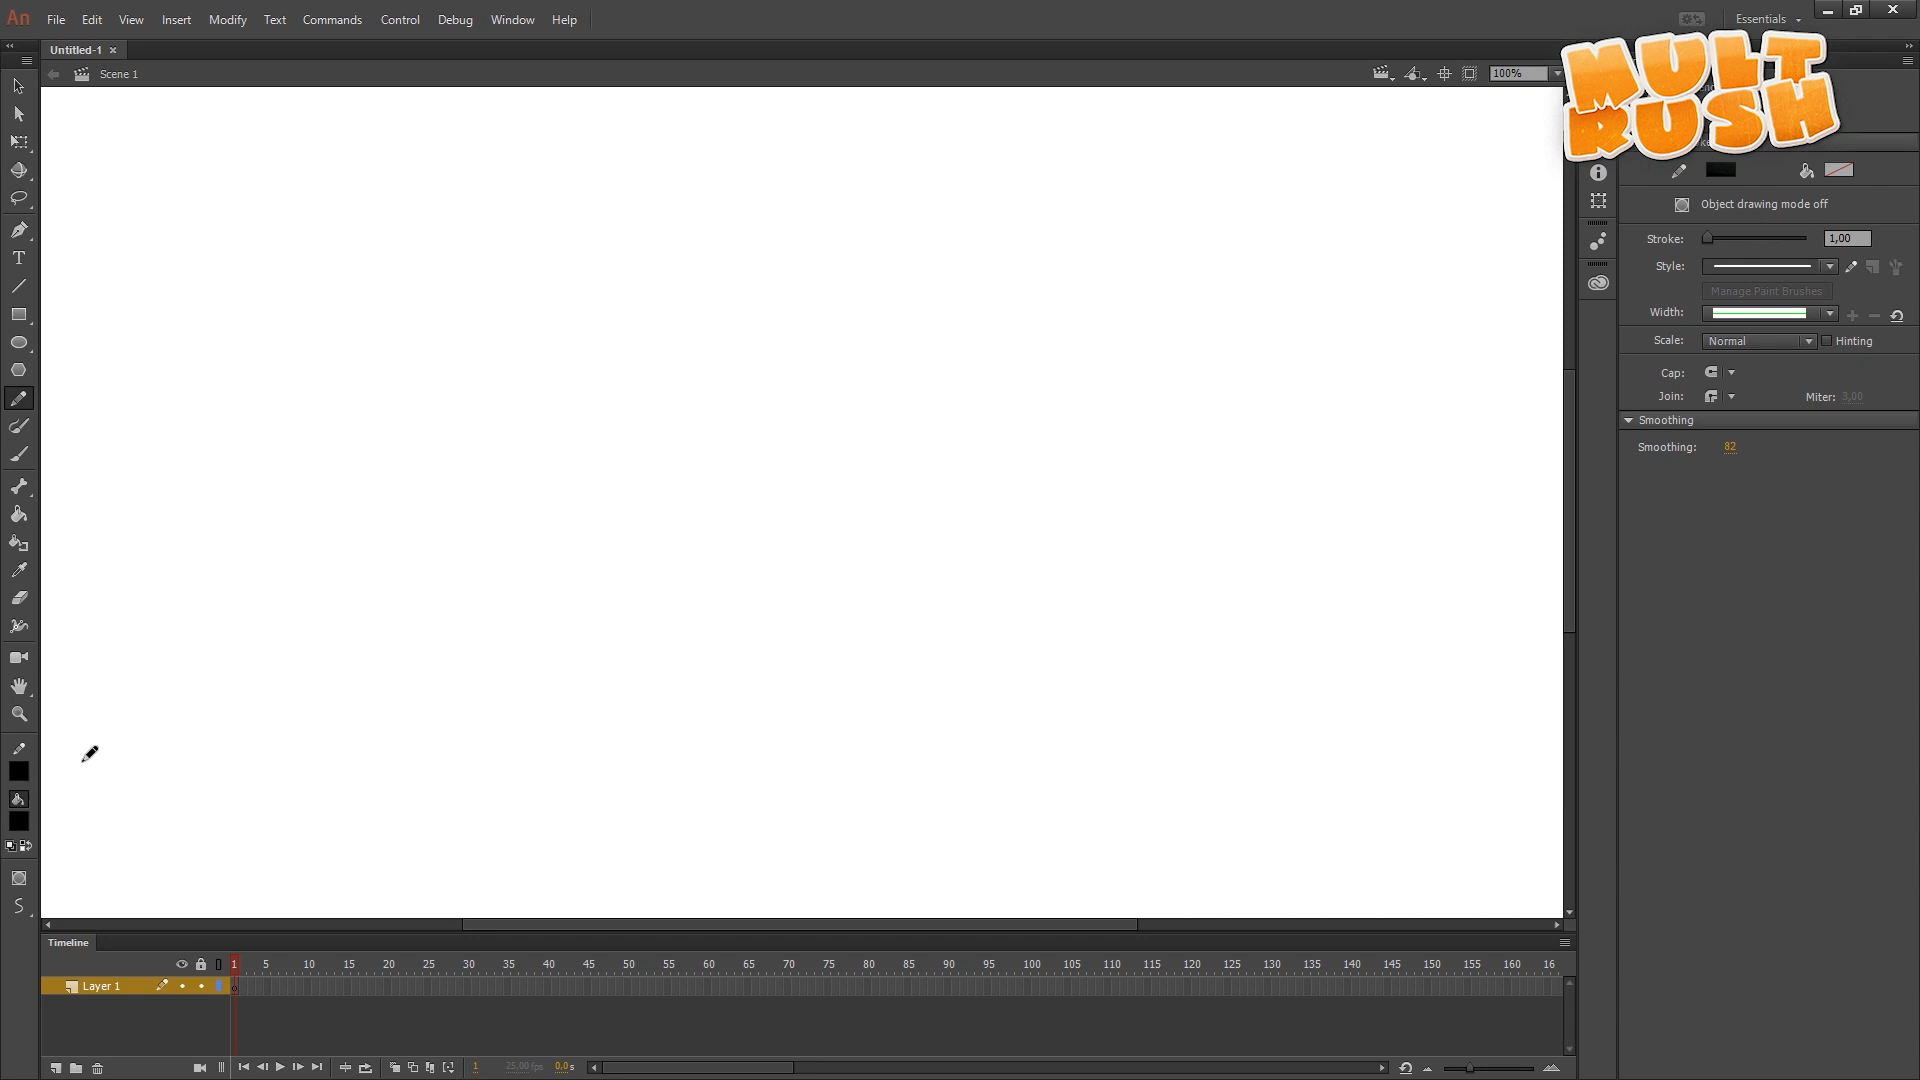 An File Edit View Insert Modify Text Commands Control Debug Window Help Essentials
Untitled-1 ×
Scene 1 100%
MULT
RUSH
Object drawing mode off
Stroke: 1,00
Style:
Manage Paint Brushes
Width:
Scale: Normal Hinting
Cap:
Join: Miter: 3,00
Smoothing
Smoothing: 82
Timeline
1 5 10 15 20 25 30 35 40 45 50 55 60 65 70 75 80 85 90 95 100 105 110 115 120 125 130 135 140 145 150 155 160 16
Layer 1
1 25.00 fps 0,0 s